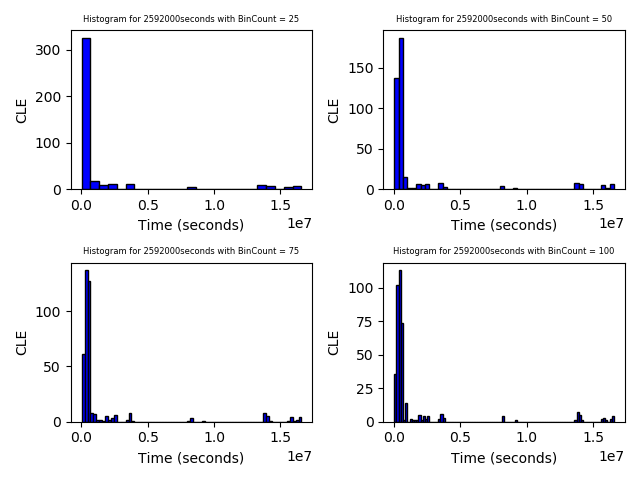 Histogram for 2592000seconds with BinCount = 25
300
200
100
0
CLE
0.0 0.5 1.0 1.5
1e7
Time (seconds)
Histogram for 2592000seconds with BinCount = 50
150
100
50
0
CLE
0.0 0.5 1.0 1.5
1e7
Time (seconds)
Histogram for 2592000seconds with BinCount = 75
100
50
0
CLE
0.0 0.5 1.0 1.5
1e7
Time (seconds)
Histogram for 2592000seconds with BinCount = 100
100
75
50
25
0
CLE
0.0 0.5 1.0 1.5
1e7
Time (seconds)